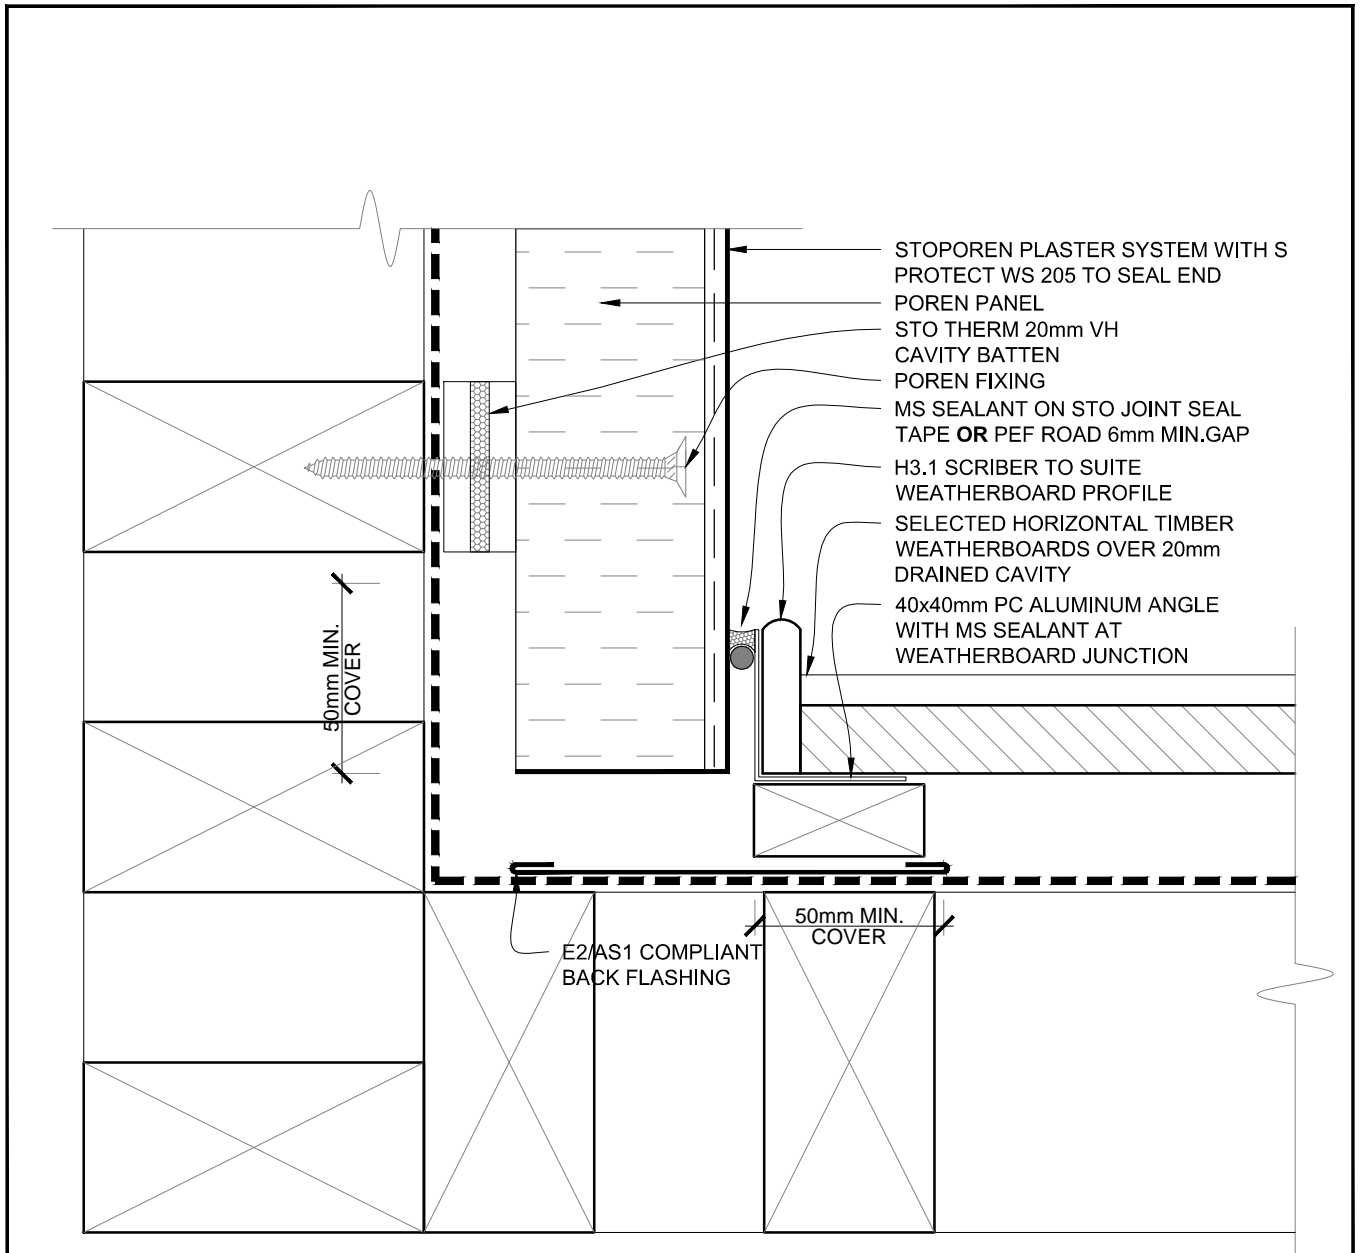 STOPOREN PLASTER SYSTEM WITH S
PROTECT WS 205 TO SEAL END
POREN PANEL
STO THERM 20mm VH
CAVITY BATTEN
POREN FIXING
MS SEALANT ON STO JOINT SEAL
TAPE OR PEF ROAD 6mm MIN.GAP
H3.1 SCRIBER TO SUITE
WEATHERBOARD PROFILE
SELECTED HORIZONTAL TIMBER
WEATHERBOARDS OVER 20mm
DRAINED CAVITY
40x40mm PC ALUMINUM ANGLE
WITH MS SEALANT AT
WEATHERBOARD JUNCTION
50mm MIN.
COVER
50mm MIN.
COVER
E2/AS1 COMPLIANT
BACK FLASHING